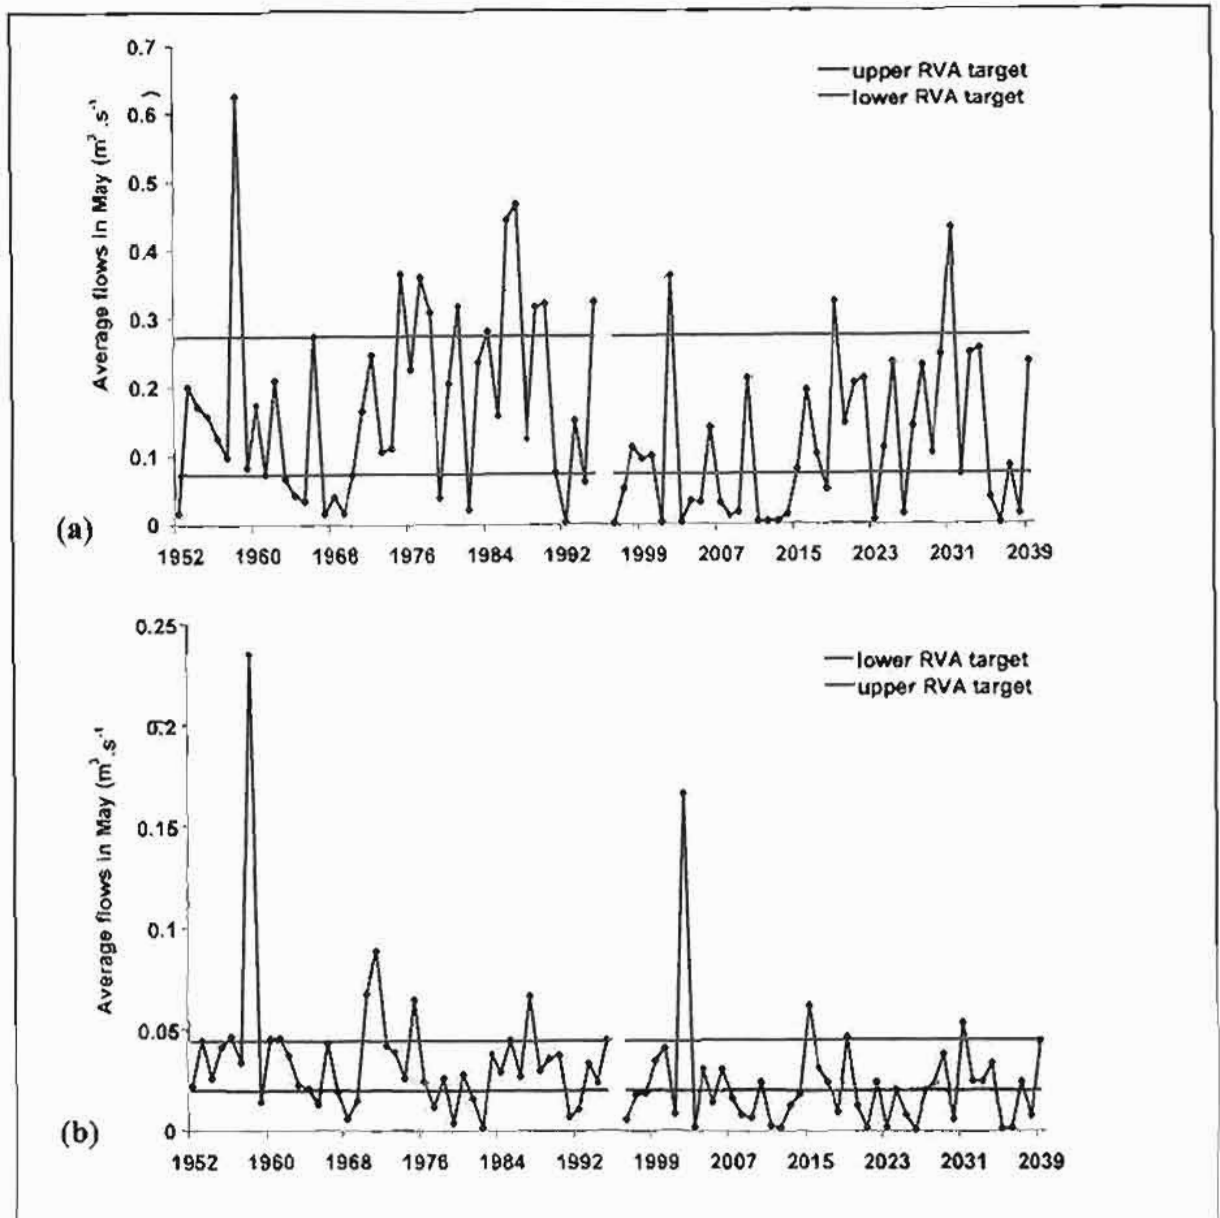 0.7
upper RVA target
lower RVA target
0.6
0.5
0.4
0.3
0.2
0.1
0
Average flows in May (m³.s⁻¹)
(a)
1952 1960 1968 1976 1984 1992 1999 2007 2015 2023 2031 2039
0.25
lower RVA target
upper RVA target
0.2
0.15
0.1
0.05
0
Average flows in May (m³.s⁻¹)
(b)
1952 1960 1968 1976 1984 1992 1999 2007 2015 2023 2031 2039